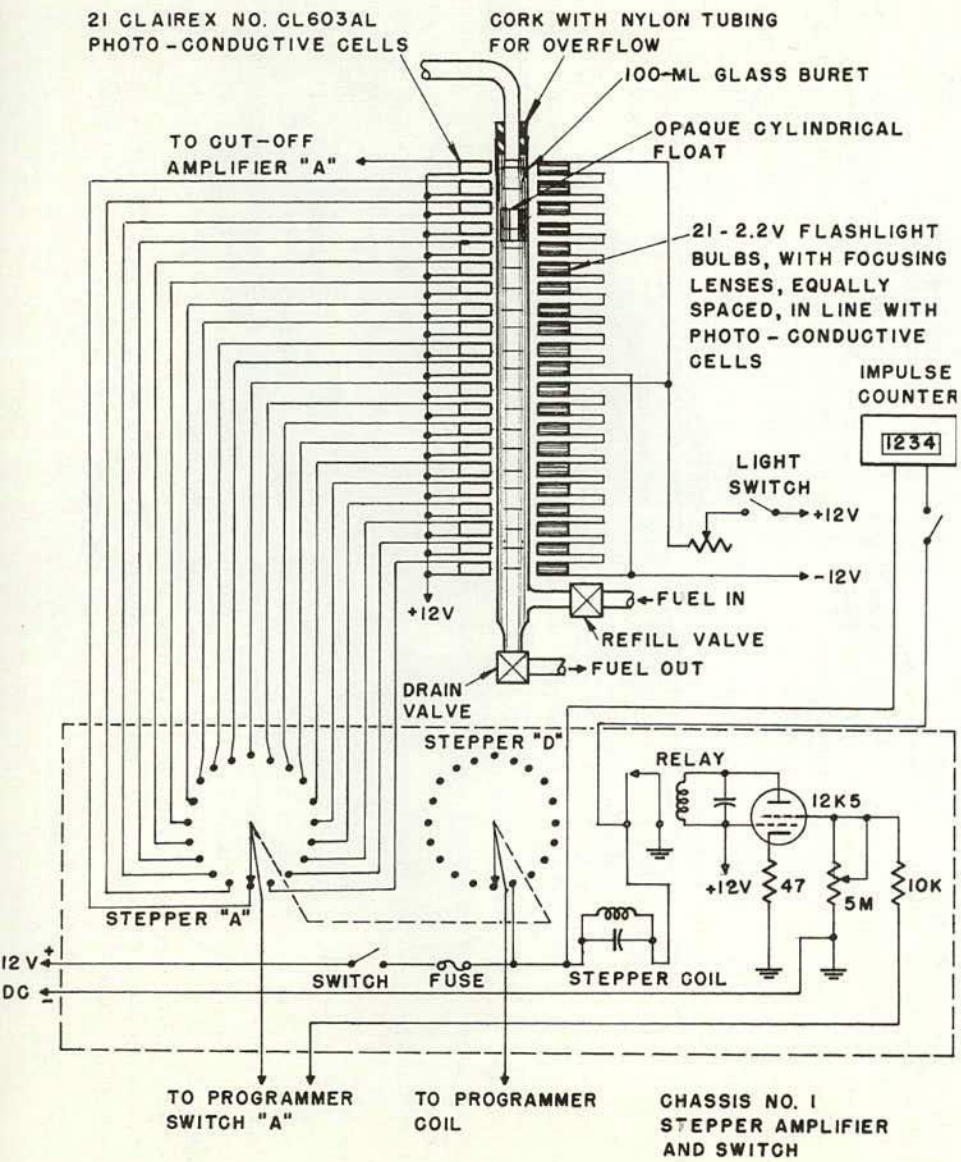 21 CLAIREX NO. CL603AL
PHOTO-CONDUCTIVE CELLS
CORK WITH NYLON TUBING
FOR OVERFLOW
100-ML GLASS BURET
OPAQUE CYLINDRICAL
FLOAT
TO CUT-OFF
AMPLIFIER "A"
21-2.2V FLASHLIGHT
BULBS, WITH FOCUSING
LENSES, EQUALLY
SPACED, IN LINE WITH
PHOTO-CONDUCTIVE
CELLS
IMPULSE
COUNTER
1234
LIGHT
SWITCH
+12V
-12V
+12V
FUEL IN
REFILL VALVE
FUEL OUT
DRAIN
VALVE
STEPPER "D"
RELAY
12K5
+12V
47
5M
10K
STEPPER "A"
12 V +
SWITCH
FUSE
STEPPER COIL
DC -
TO PROGRAMMER
SWITCH "A"
TO PROGRAMMER
COIL
CHASSIS NO. 1
STEPPER AMPLIFIER
AND SWITCH